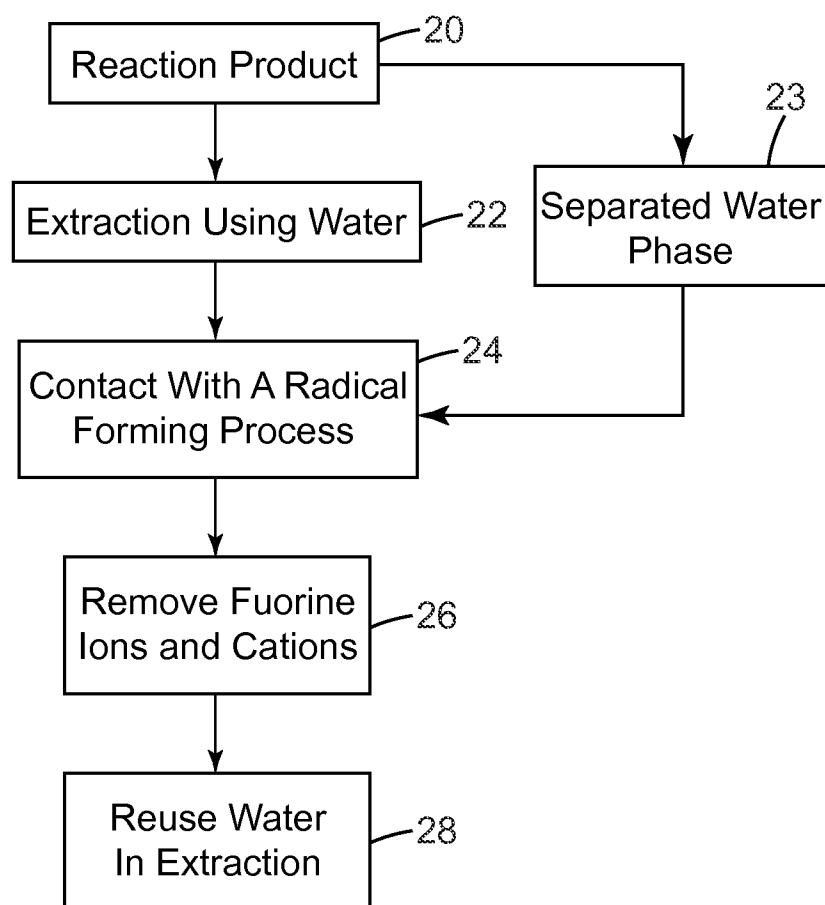 20
Reaction Product
23
Extraction Using Water
22
Separated Water
Phase
24
Contact With A Radical
Forming Process
Remove Fuorine
Ions and Cations
26
Reuse Water
In Extraction
28